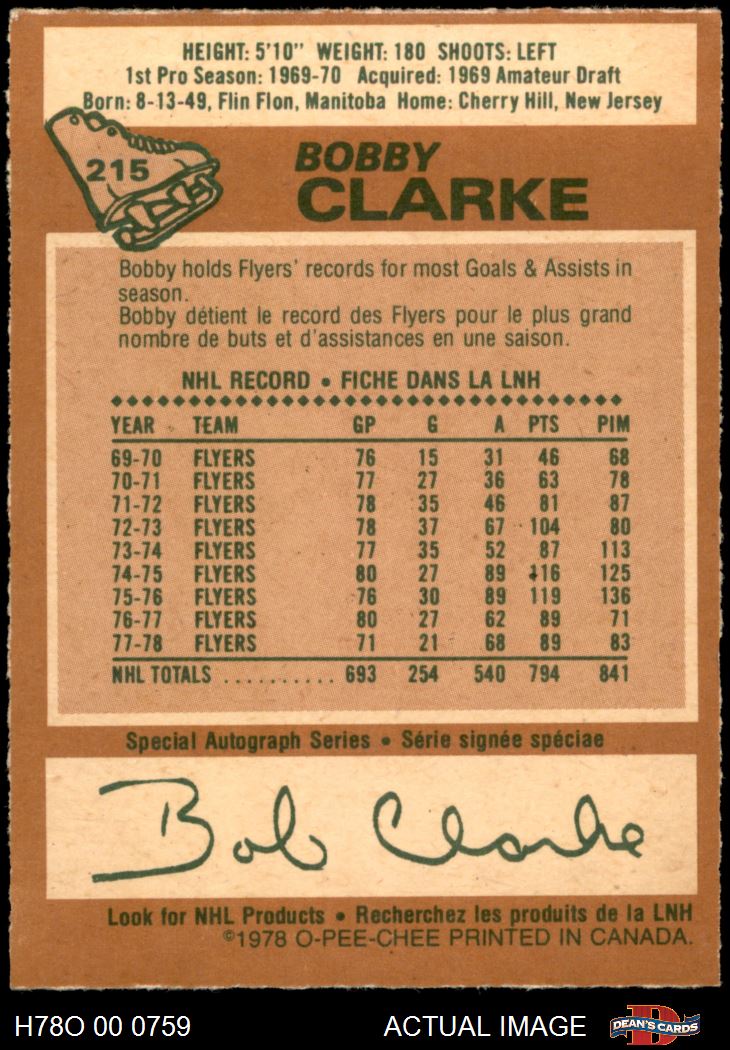 HEIGHT: 5'10" WEIGHT: 180 SHOOTS: LEFT
1st Pro Season: 1969-70 Acquired: 1969 Amateur Draft
Born: 8-13-49, Flin Flon, Manitoba Home: Cherry Hill, New Jersey
215
BOBBY
CLARKE
Bobby holds Flyers' records for most Goals & Assists in
season.
Bobby détient le record des Flyers pour le plus grand
nombre de buts et d'assistances en une saison.
NHL RECORD • FICHE DANS LA LNH
YEAR TEAM GP G A PTS PIM
69-70 FLYERS 76 15 31 46 68
70-71 FLYERS 77 27 36 63 78
71-72 FLYERS 78 35 46 81 87
72-73 FLYERS 78 37 67 104 80
73-74 FLYERS 77 35 52 87 113
74-75 FLYERS 80 27 89 116 125
75-76 FLYERS 76 30 89 119 136
76-77 FLYERS 80 27 62 89 71
77-78 FLYERS 71 21 68 89 83
NHL TOTALS .......... 693 254 540 794 841
Special Autograph Series • Série signée spéciae
Bob Clarke
Look for NHL Products • Recherchez les produits de la LNH
©1978 O-PEE-CHEE PRINTED IN CANADA.
H78O 00 0759 ACTUAL IMAGE DEAN'S CARDS